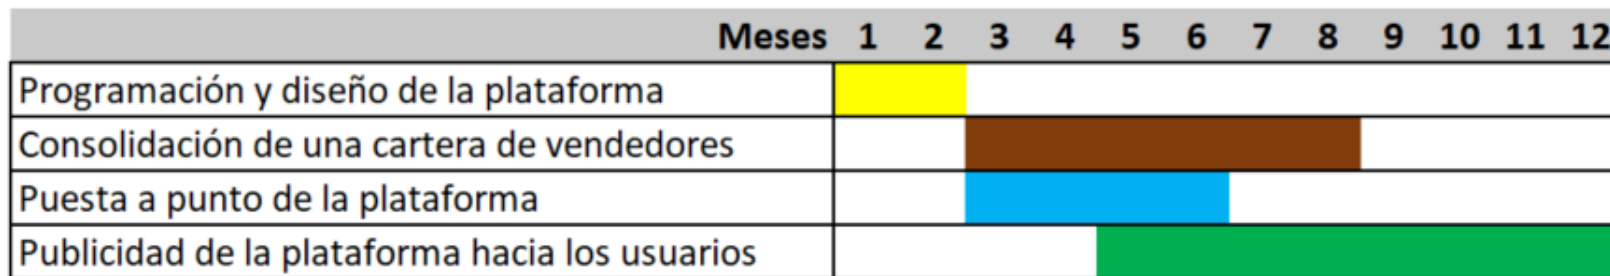 Meses 1 2 3 4 5 6 7 8 9 10 11 12
Programación y diseño de la plataforma
Consolidación de una cartera de vendedores
Puesta a punto de la plataforma
Publicidad de la plataforma hacia los usuarios